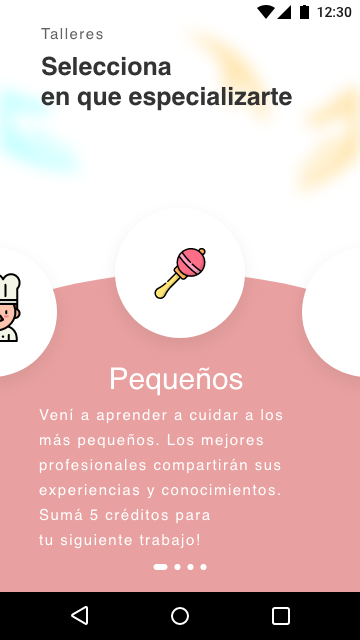 12:30
Talleres
Selecciona
en que especializarte
Pequeños
Vení a aprender a cuidar a los
más pequeños. Los mejores
profesionales compartirán sus
experiencias y conocimientos.
Sumá 5 créditos para
tu siguiente trabajo!